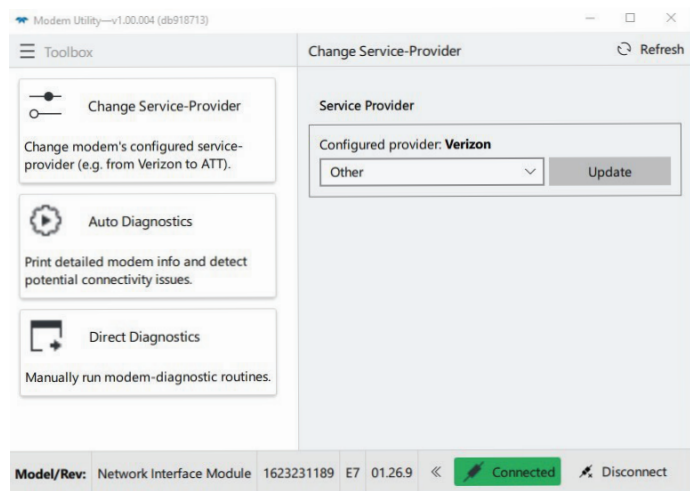 Modem Utility—v1.00.004 (db918713)
Toolbox
Change Service-Provider
Refresh
Change Service-Provider
Change modem's configured service-
provider (e.g. from Verizon to ATT).
Auto Diagnostics
Print detailed modem info and detect
potential connectivity issues.
Direct Diagnostics
Manually run modem-diagnostic routines.
Service Provider
Configured provider: Verizon
Other
Update
Model/Rev: Network Interface Module 1623231189 E7 01.26.9 « Connected Disconnect